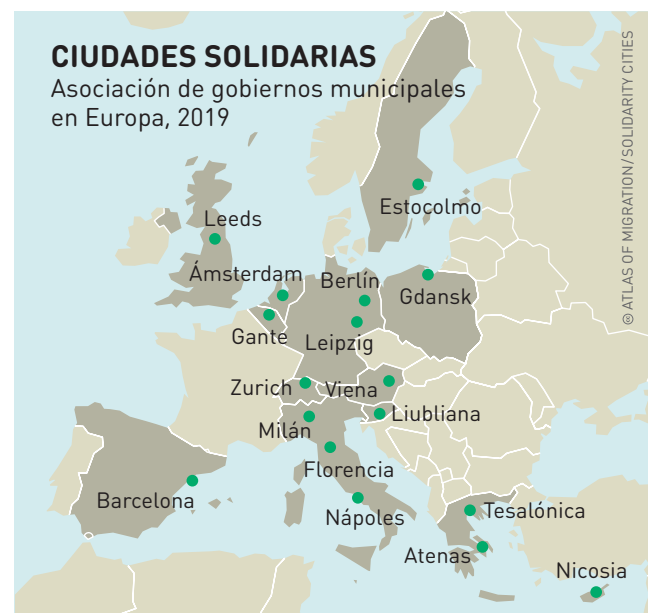 CIUDADES SOLIDARIAS
Asociación de gobiernos municipales
en Europa, 2019
© ATLAS OF MIGRATION/SOLIDARITY CITIES
Estocolmo
Leeds
Ámsterdam
Berlín
Gdansk
Gante
Leipzig
Zurich
Viena
Liubliana
Milán
Florencia
Barcelona
Nápoles
Tesalónica
Atenas
Nicosia